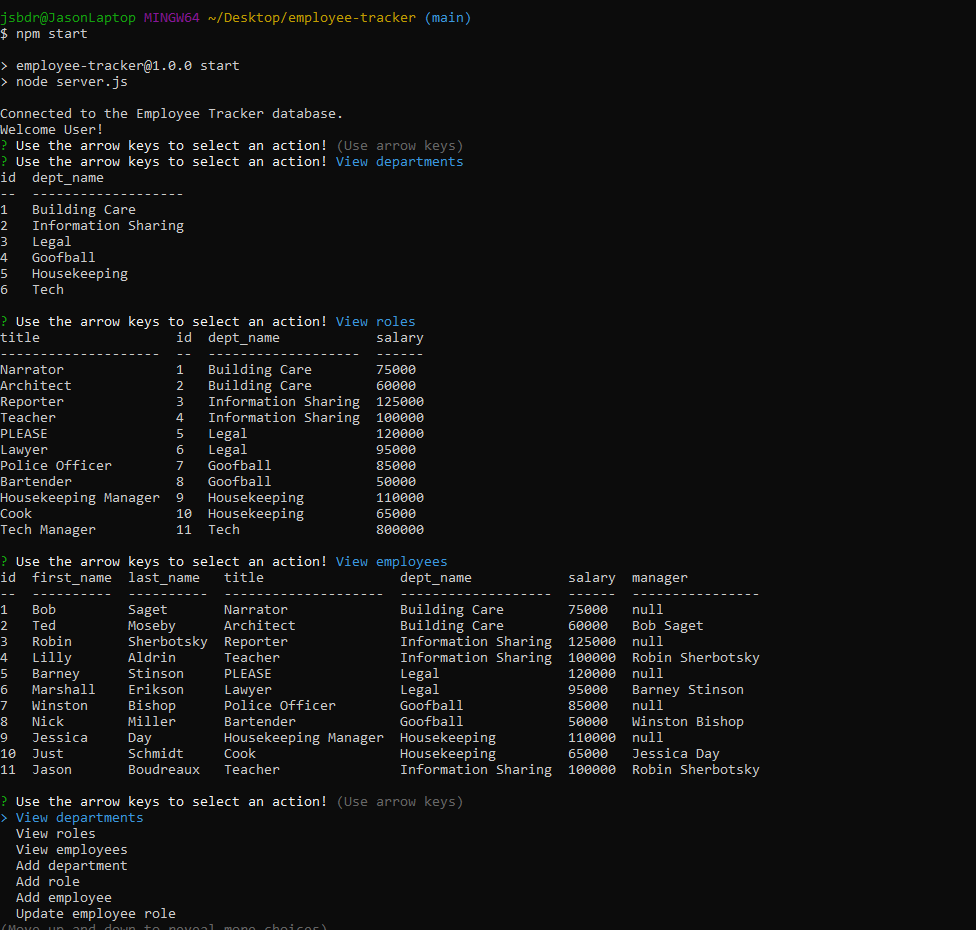 jsbdr@JasonLaptop MINGW64 ~/Desktop/employee-tracker (main)
$ npm start
> employee-tracker@1.0.0 start
> node server.js
Connected to the Employee Tracker database.
Welcome User!
? Use the arrow keys to select an action! (Use arrow keys)
? Use the arrow keys to select an action! View departments
id  dept_name
--  -------------------
1   Building Care
2   Information Sharing
3   Legal
4   Goofball
5   Housekeeping
6   Tech
? Use the arrow keys to select an action! View roles
title                 id  dept_name            salary
--------------------  --  -------------------  ------
Narrator              1   Building Care        75000
Architect             2   Building Care        60000
Reporter              3   Information Sharing  125000
Teacher               4   Information Sharing  100000
PLEASE                5   Legal                120000
Lawyer                6   Legal                95000
Police Officer        7   Goofball             85000
Bartender             8   Goofball             50000
Housekeeping Manager  9   Housekeeping         110000
Cook                  10  Housekeeping         65000
Tech Manager          11  Tech                 800000
? Use the arrow keys to select an action! View employees
id  first_name  last_name   title                 dept_name            salary  manager
--  ----------  ----------  --------------------  -------------------  ------  ----------------
1   Bob         Saget       Narrator              Building Care        75000   null
2   Ted         Moseby      Architect             Building Care        60000   Bob Saget
3   Robin       Sherbotsky  Reporter              Information Sharing  125000  null
4   Lilly       Aldrin      Teacher               Information Sharing  100000  Robin Sherbotsky
5   Barney      Stinson     PLEASE                Legal                120000  null
6   Marshall    Erikson     Lawyer                Legal                95000   Barney Stinson
7   Winston     Bishop      Police Officer        Goofball             85000   null
8   Nick        Miller      Bartender             Goofball             50000   Winston Bishop
9   Jessica     Day         Housekeeping Manager  Housekeeping         110000  null
10  Just        Schmidt     Cook                  Housekeeping         65000   Jessica Day
11  Jason       Boudreaux   Teacher               Information Sharing  100000  Robin Sherbotsky
? Use the arrow keys to select an action! (Use arrow keys)
> View departments
  View roles
  View employees
  Add department
  Add role
  Add employee
  Update employee role
(Move up and down to reveal more choices)